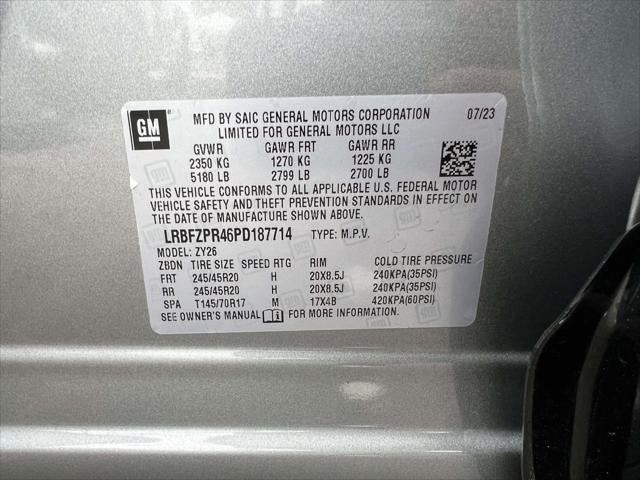 GM
MFD BY SAIC GENERAL MOTORS CORPORATION 07/23
LIMITED FOR GENERAL MOTORS LLC
GVWR GAWR FRT GAWR RR
2350 KG 1270 KG 1225 KG
5180 LB 2799 LB 2700 LB
THIS VEHICLE CONFORMS TO ALL APPLICABLE U.S. FEDERAL MOTOR
VEHICLE SAFETY AND THEFT PREVENTION STANDARDS IN EFFECT ON
THE DATE OF MANUFACTURE SHOWN ABOVE.
LRBFZPR46PD187714 TYPE: M.P.V.
MODEL: ZY26
ZBDN TIRE SIZE SPEED RTG RIM COLD TIRE PRESSURE
FRT 245/45R20 H 20X8.5J 240KPA(35PSI)
RR 245/45R20 H 20X8.5J 240KPA(35PSI)
SPA T145/70R17 M 17X4B 420KPA(60PSI)
SEE OWNER'S MANUAL FOR MORE INFORMATION.